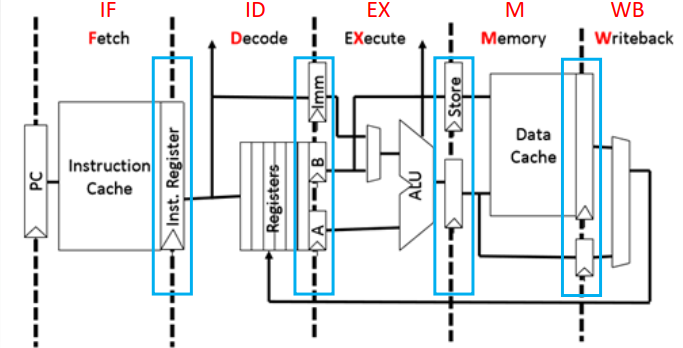 IF ID EX M WB
Fetch Decode EXecute Memory Writeback
PC
Instruction
Cache
Inst. Register
Registers
Imm
B
A
ALU
Store
Data
Cache